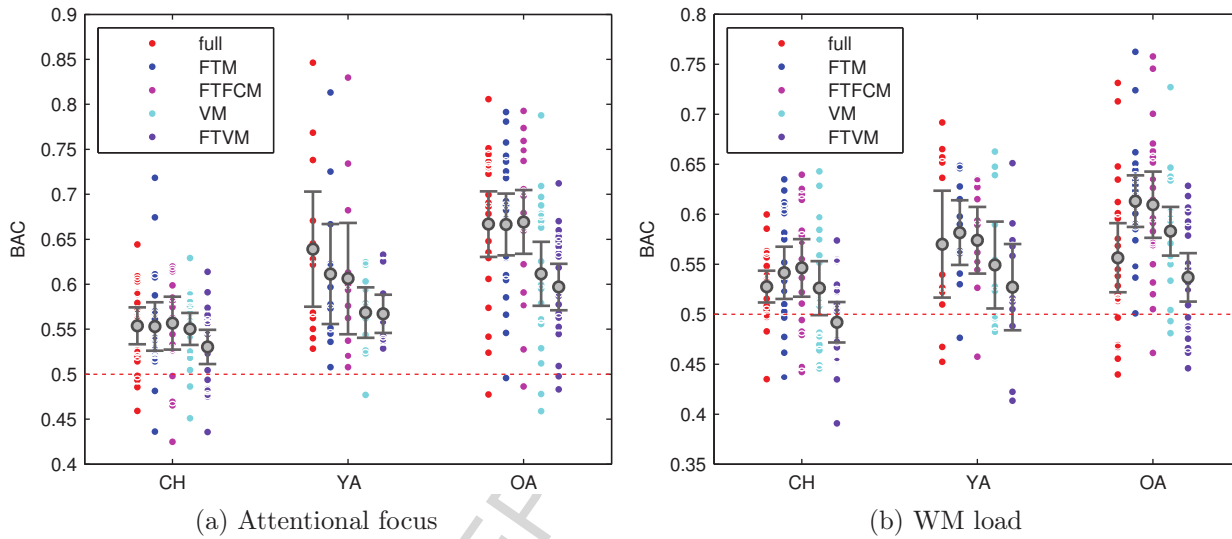 0.9
0.85
0.8
0.75
0.7
0.65
0.6
0.55
0.5
0.45
0.4
BAC
full
FTM
FTFCM
VM
FTVM
CH YA OA
(a) Attentional focus
0.8
0.75
0.7
0.65
0.6
0.55
0.5
0.45
0.4
0.35
BAC
full
FTM
FTFCM
VM
FTVM
CH YA OA
(b) WM load